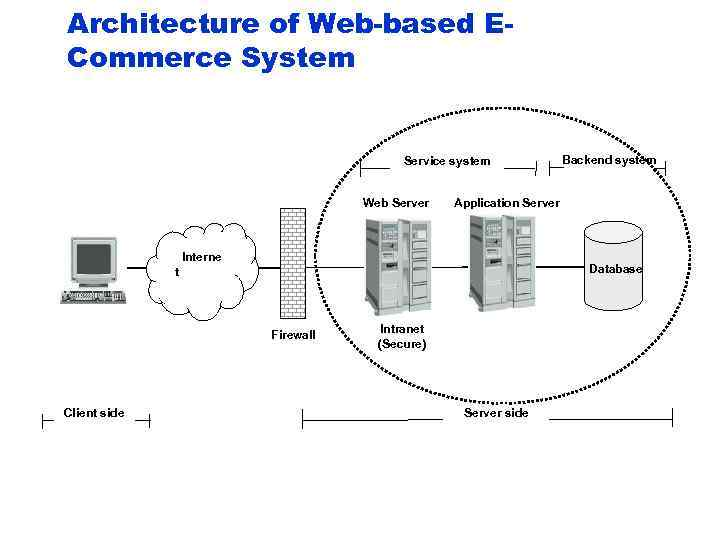 Architecture of Web-based E-
Commerce System
Service system
Backend system
Web Server
Application Server
Interne
t
Database
Firewall
Intranet
(Secure)
Client side
Server side